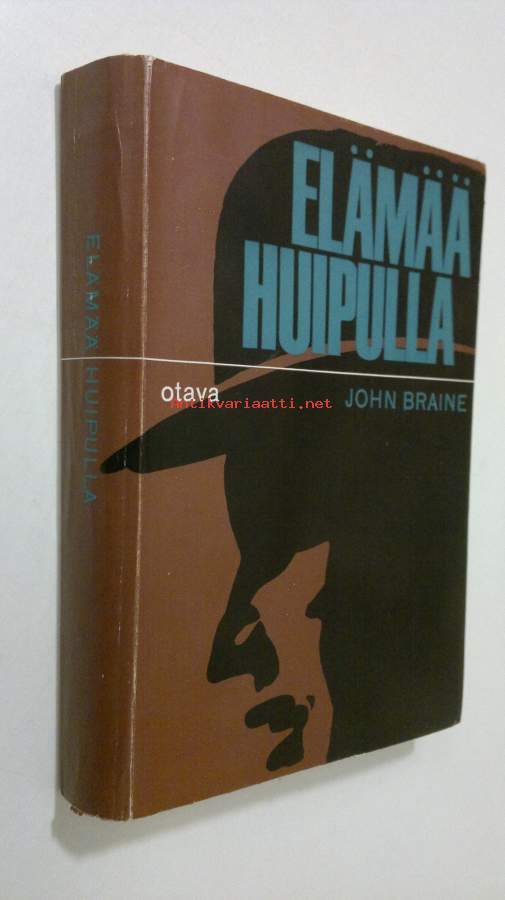 ELÄMÄÄ
HUIPULLA
otava
JOHN BRAINE
Antikvariaatti.net
ELÄMÄÄ HUIPULLA